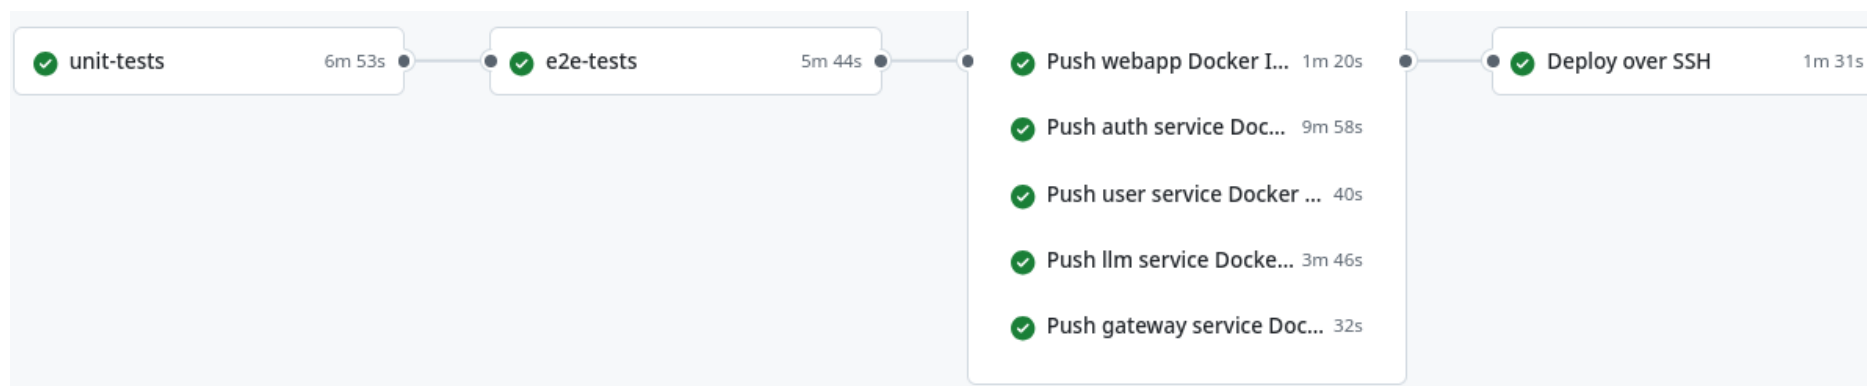 unit-tests 6m 53s
e2e-tests 5m 44s
Push webapp Docker I... 1m 20s
Push auth service Doc... 9m 58s
Push user service Docker ... 40s
Push llm service Docke... 3m 46s
Push gateway service Doc... 32s
Deploy over SSH 1m 31s